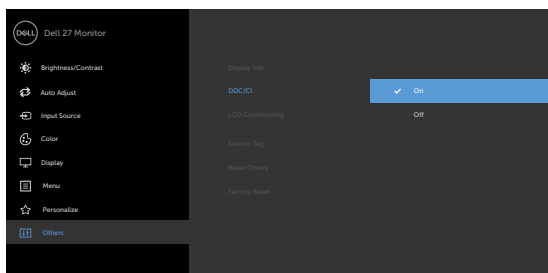 DELL Dell 27 Monitor
Brightness/Contrast
Auto Adjust
Input Source
Color
Display
Menu
Personalize
Others
Display Info
DDC/CI
LCD Conditioning
Service Tag
Reset Others
Factory Reset
On
Off